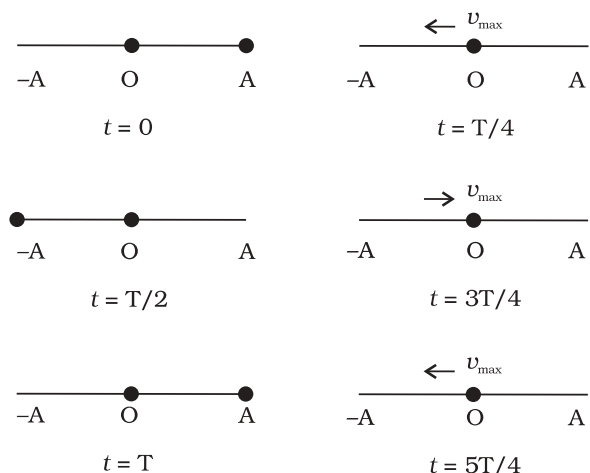 v_max
–A O A
–A O A
t = 0
t = T/4
v_max
–A O A
–A O A
t = T/2
t = 3T/4
v_max
–A O A
–A O A
t = T
t = 5T/4